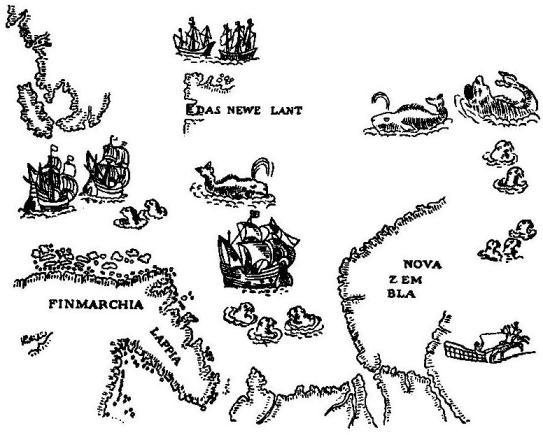 DAS NEWE LANT
NOVA
ZEM
BLA
FINMARCHIA
LAPPIA